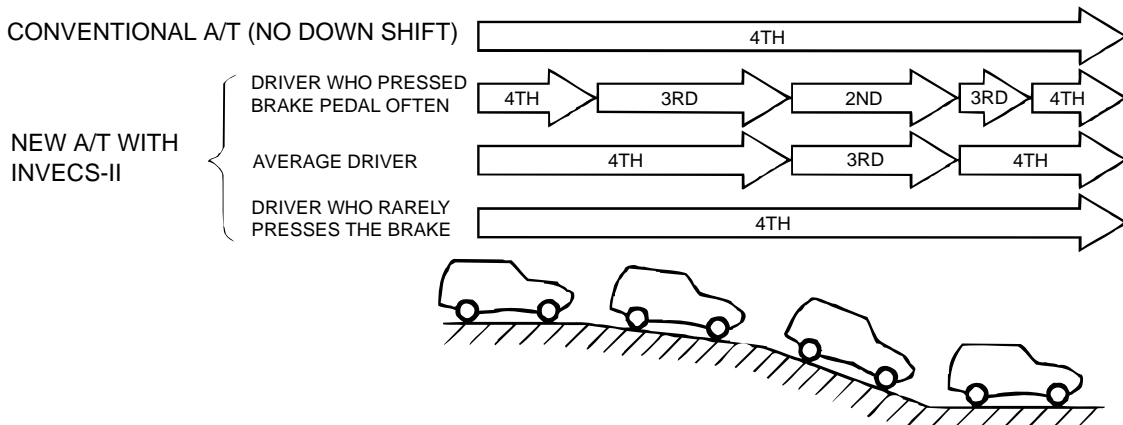 CONVENTIONAL A/T (NO DOWN SHIFT)
4TH
DRIVER WHO PRESSED
BRAKE PEDAL OFTEN
4TH 3RD 2ND 3RD 4TH
NEW A/T WITH
INVECS-II
AVERAGE DRIVER
4TH 3RD 4TH
DRIVER WHO RARELY
PRESSES THE BRAKE
4TH